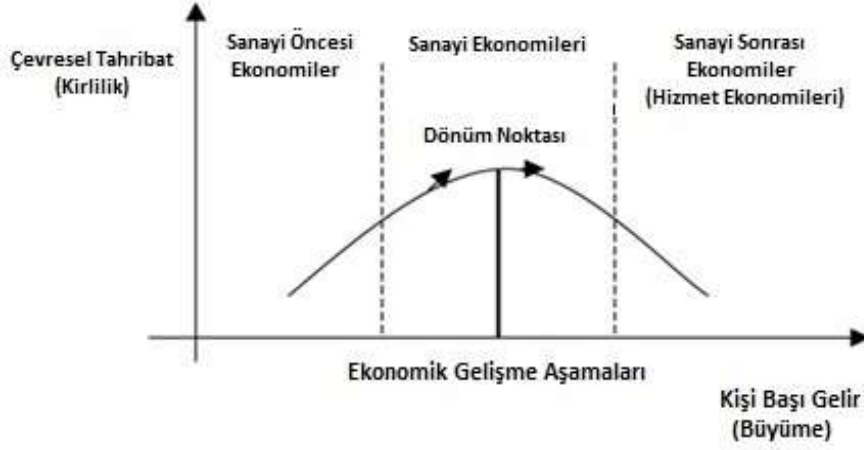 Çevresel Tahribat
(Kirlilik)
Sanayi Öncesi
Ekonomiler
Sanayi Ekonomileri
Sanayi Sonrası
Ekonomiler
(Hizmet Ekonomileri)
Dönüm Noktası
Ekonomik Gelişme Aşamaları
Kişi Başı Gelir
(Büyüme)